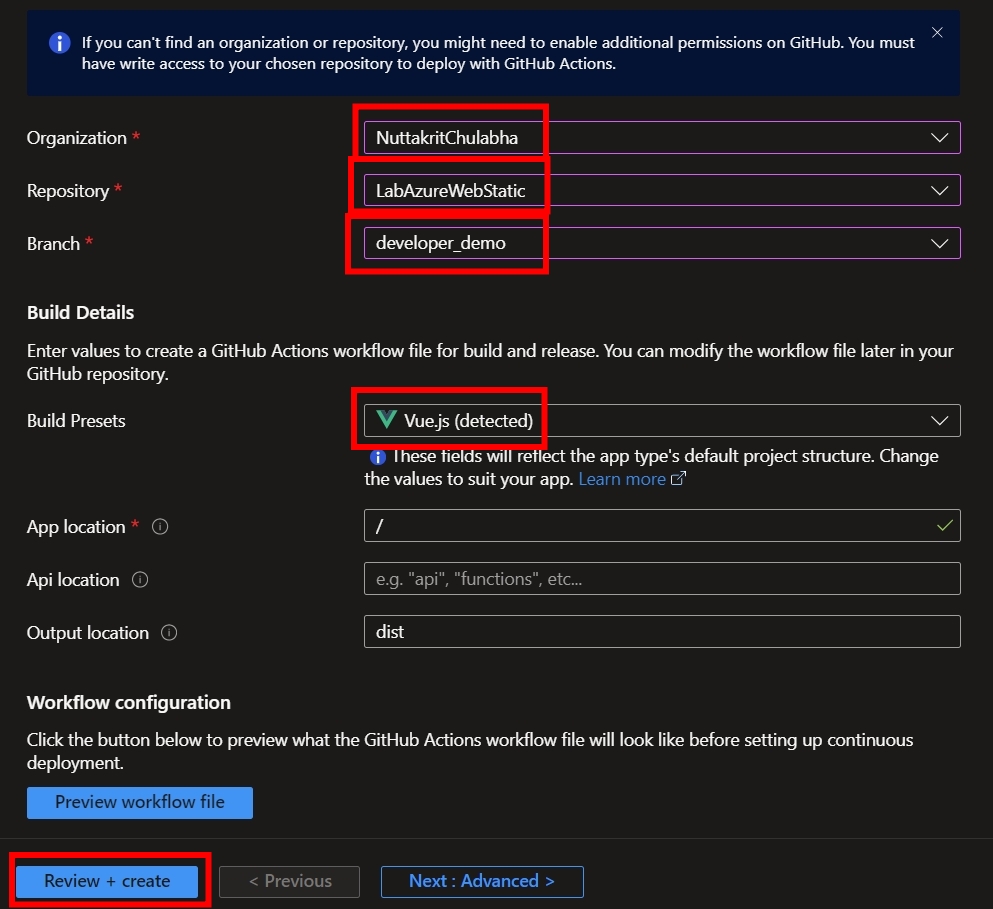 If you can't find an organization or repository, you might need to enable additional permissions on GitHub. You must
have write access to your chosen repository to deploy with GitHub Actions.
Organization *
NuttakritChulabha
Repository *
LabAzureWebStatic
Branch *
developer_demo
Build Details
Enter values to create a GitHub Actions workflow file for build and release. You can modify the workflow file later in your
GitHub repository.
Build Presets
Vue.js (detected)
These fields will reflect the app type's default project structure. Change
the values to suit your app. Learn more
App location *
/
Api location
e.g. "api", "functions", etc...
Output location
dist
Workflow configuration
Click the button below to preview what the GitHub Actions workflow file will look like before setting up continuous
deployment.
Preview workflow file
Review + create
< Previous
Next : Advanced >